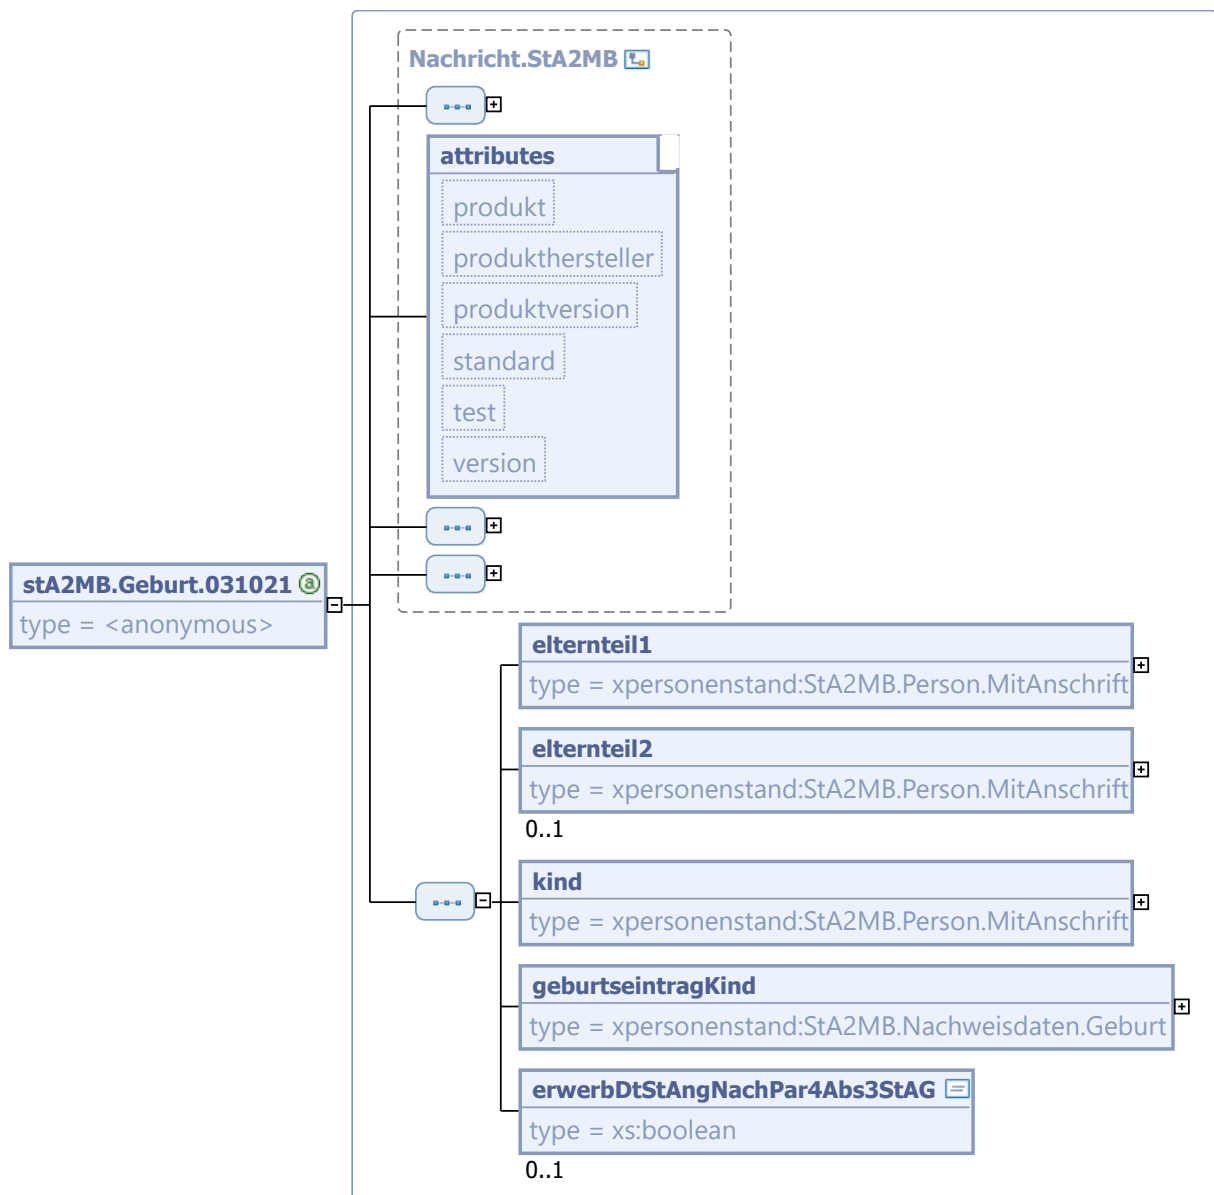 Nachricht.StA2MB
attributes
produkt
produkthersteller
produktversion
standard
test
version
stA2MB.Geburt.031021
type = <anonymous>
elternteil1
type = xpersonenstand:StA2MB.Person.MitAnschrift
elternteil2
type = xpersonenstand:StA2MB.Person.MitAnschrift
0..1
kind
type = xpersonenstand:StA2MB.Person.MitAnschrift
geburtseintragKind
type = xpersonenstand:StA2MB.Nachweisdaten.Geburt
erwerbDtStAngNachPar4Abs3StAG
type = xs:boolean
0..1